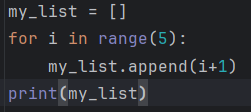 my_list = []
for i in range(5):
    my_list.append(i+1)
print(my_list)